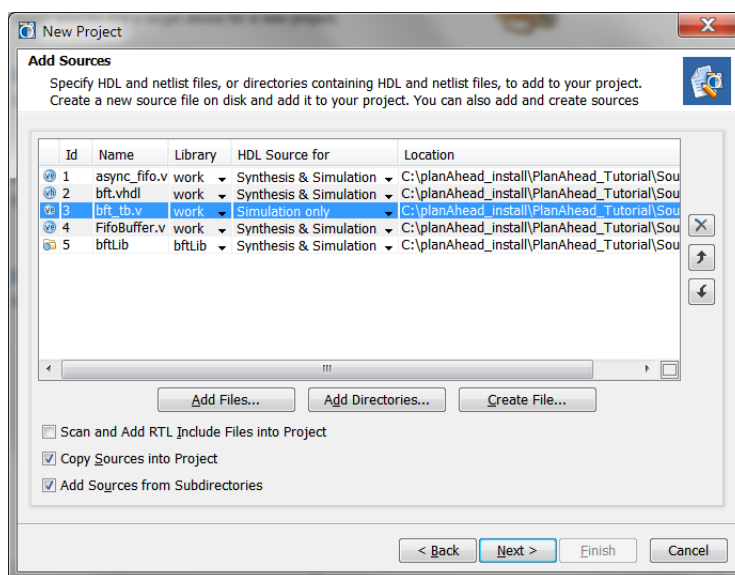 New Project
Add Sources
Specify HDL and netlist files, or directories containing HDL and netlist files, to add to your project.
Create a new source file on disk and add it to your project. You can also add and create sources
Id Name Library HDL Source for Location
1 async_fifo.v work Synthesis & Simulation C:\planAhead_install\PlanAhead_Tutorial\Sou
2 bft.vhdl work Synthesis & Simulation C:\planAhead_install\PlanAhead_Tutorial\Sou
3 bft_tb.v work Simulation only C:\planAhead_install\PlanAhead_Tutorial\Sou
4 FifoBuffer.v work Synthesis & Simulation C:\planAhead_install\PlanAhead_Tutorial\Sou
5 bftLib bftLib Synthesis & Simulation C:\planAhead_install\PlanAhead_Tutorial\Sou
Add Files... Add Directories... Create File...
Scan and Add RTL Include Files into Project
Copy Sources into Project
Add Sources from Subdirectories
< Back Next > Finish Cancel